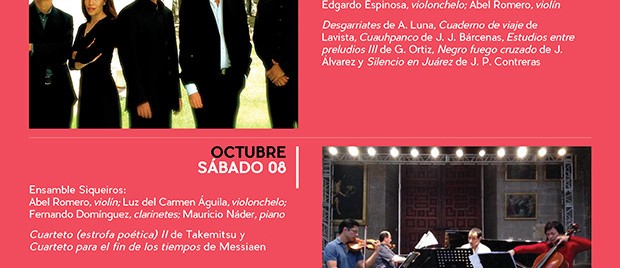 Edgardo Espinosa, violonchelo; Abel Romero, violín
Desgarriates de A. Luna, Cuaderno de viaje de
Lavista, Cuauhpanco de J. J. Bárcenas, Estudios entre
preludios III de G. Ortiz, Negro fuego cruzado de J.
Álvarez y Silencio en Juárez de J. P. Contreras
OCTUBRE
SÁBADO 08
Ensamble Siqueiros:
Abel Romero, violín; Luz del Carmen Águila, violonchelo;
Fernando Domínguez, clarinetes; Mauricio Náder, piano
Cuarteto (estrofa poética) II de Takemitsu y
Cuarteto para el fin de los tiempos de Messiaen